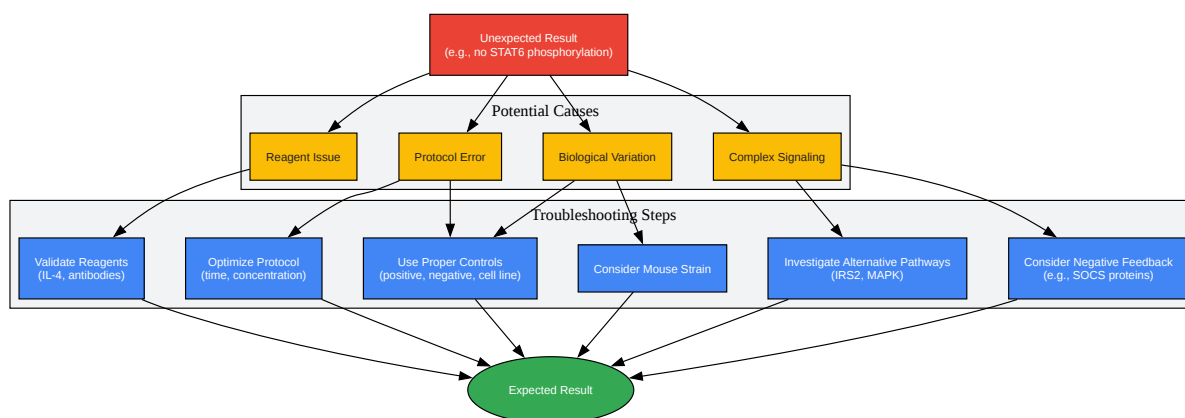 Unexpected Result
(e.g., no STAT6 phosphorylation)
Potential Causes
Reagent Issue
Protocol Error
Biological Variation
Complex Signaling
Troubleshooting Steps
Validate Reagents
(IL-4, antibodies)
Optimize Protocol
(time, concentration)
Use Proper Controls
(positive, negative, cell line)
Consider Mouse Strain
Investigate Alternative Pathways
(IRS2, MAPK)
Consider Negative Feedback
(e.g., SOCS proteins)
Expected Result